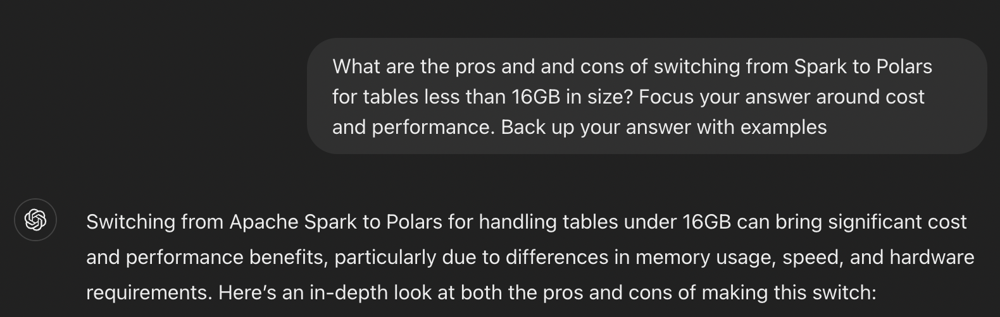 What are the pros and and cons of switching from Spark to Polars
for tables less than 16GB in size? Focus your answer around cost
and performance. Back up your answer with examples
Switching from Apache Spark to Polars for handling tables under 16GB can bring significant cost
and performance benefits, particularly due to differences in memory usage, speed, and hardware
requirements. Here’s an in-depth look at both the pros and cons of making this switch: